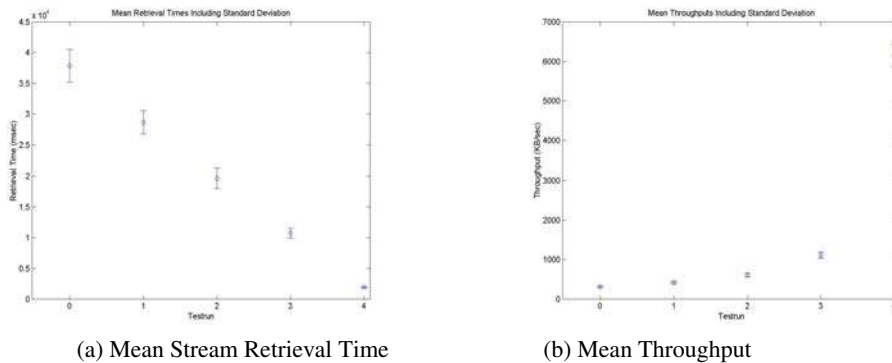 Mean Retrieval Times Including Standard Deviation
x 10⁴
4.5
4
3.5
3
2.5
2
1.5
1
0.5
0
Retrieval Time (msec)
0 1 2 3 4
Testrun
(a) Mean Stream Retrieval Time
Mean Throughputs Including Standard Deviation
7000
6000
5000
4000
3000
2000
1000
0
Throughput (KB/sec)
0 1 2 3
Testrun
(b) Mean Throughput